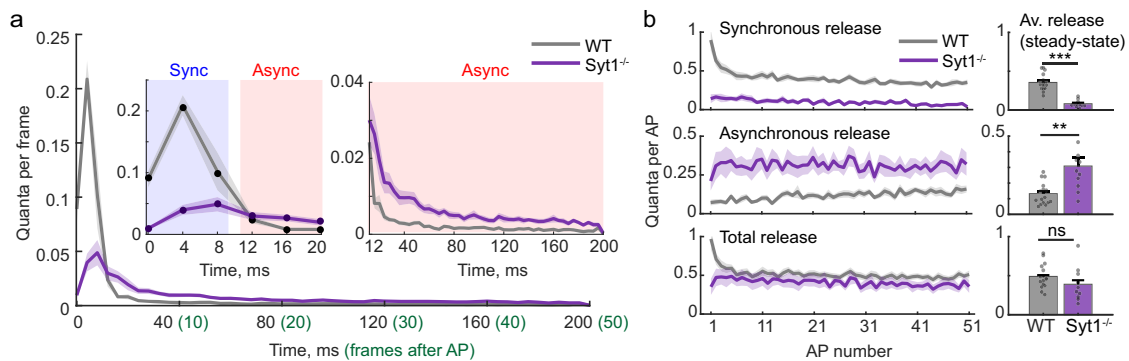 a
0.25
0.2
0.15
0.1
0.05
0
Quanta per frame
WT
Syt1-/-
Sync
Async
0.2
0.1
0
0 4 8 12 16 20
Time, ms
Async
0.04
0.02
0
12 40 80 120 160 200
Time, ms
0 40 (10) 80 (20) 120 (30) 160 (40) 200 (50)
Time, ms (frames after AP)
b
Synchronous release
WT
Syt1-/-
1
0.5
0
Asynchronous release
0.5
0.25
0
Total release
1
0.5
0
Quanta per AP
1 11 21 31 41 51
AP number
Av. release
(steady-state)
1
***
0
0.5
**
0
1
ns
0
WT Syt1-/-